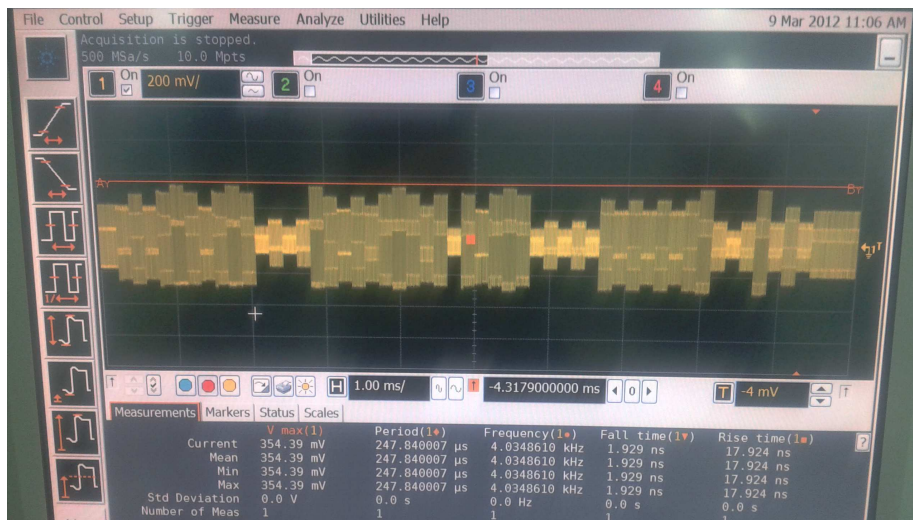 File Control Setup Trigger Measure Analyze Utilities Help 9 Mar 2012 11:06 AM
Acquisition is stopped.
500 MSa/s 10.0 Mpts
1 On 200 mV/ 2 On 3 On 4 On
AY BY
1T
H 1.00 ms/ -4.3179000000 ms 0 T -4 mV
Measurements Markers Status Scales
V max(1) Period(1) Frequency(1) Fall time(1) Rise time(1) ?
Current 354.39 mV 247.840007 µs 4.0348610 kHz 1.929 ns 17.924 ns
Mean 354.39 mV 247.840007 µs 4.0348610 kHz 1.929 ns 17.924 ns
Min 354.39 mV 247.840007 µs 4.0348610 kHz 1.929 ns 17.924 ns
Max 354.39 mV 247.840007 µs 4.0348610 kHz 1.929 ns 17.924 ns
Std Deviation 0.0 V 0.0 s 0.0 Hz 0.0 s 0.0 s
Number of Meas 1 1 1 1 1